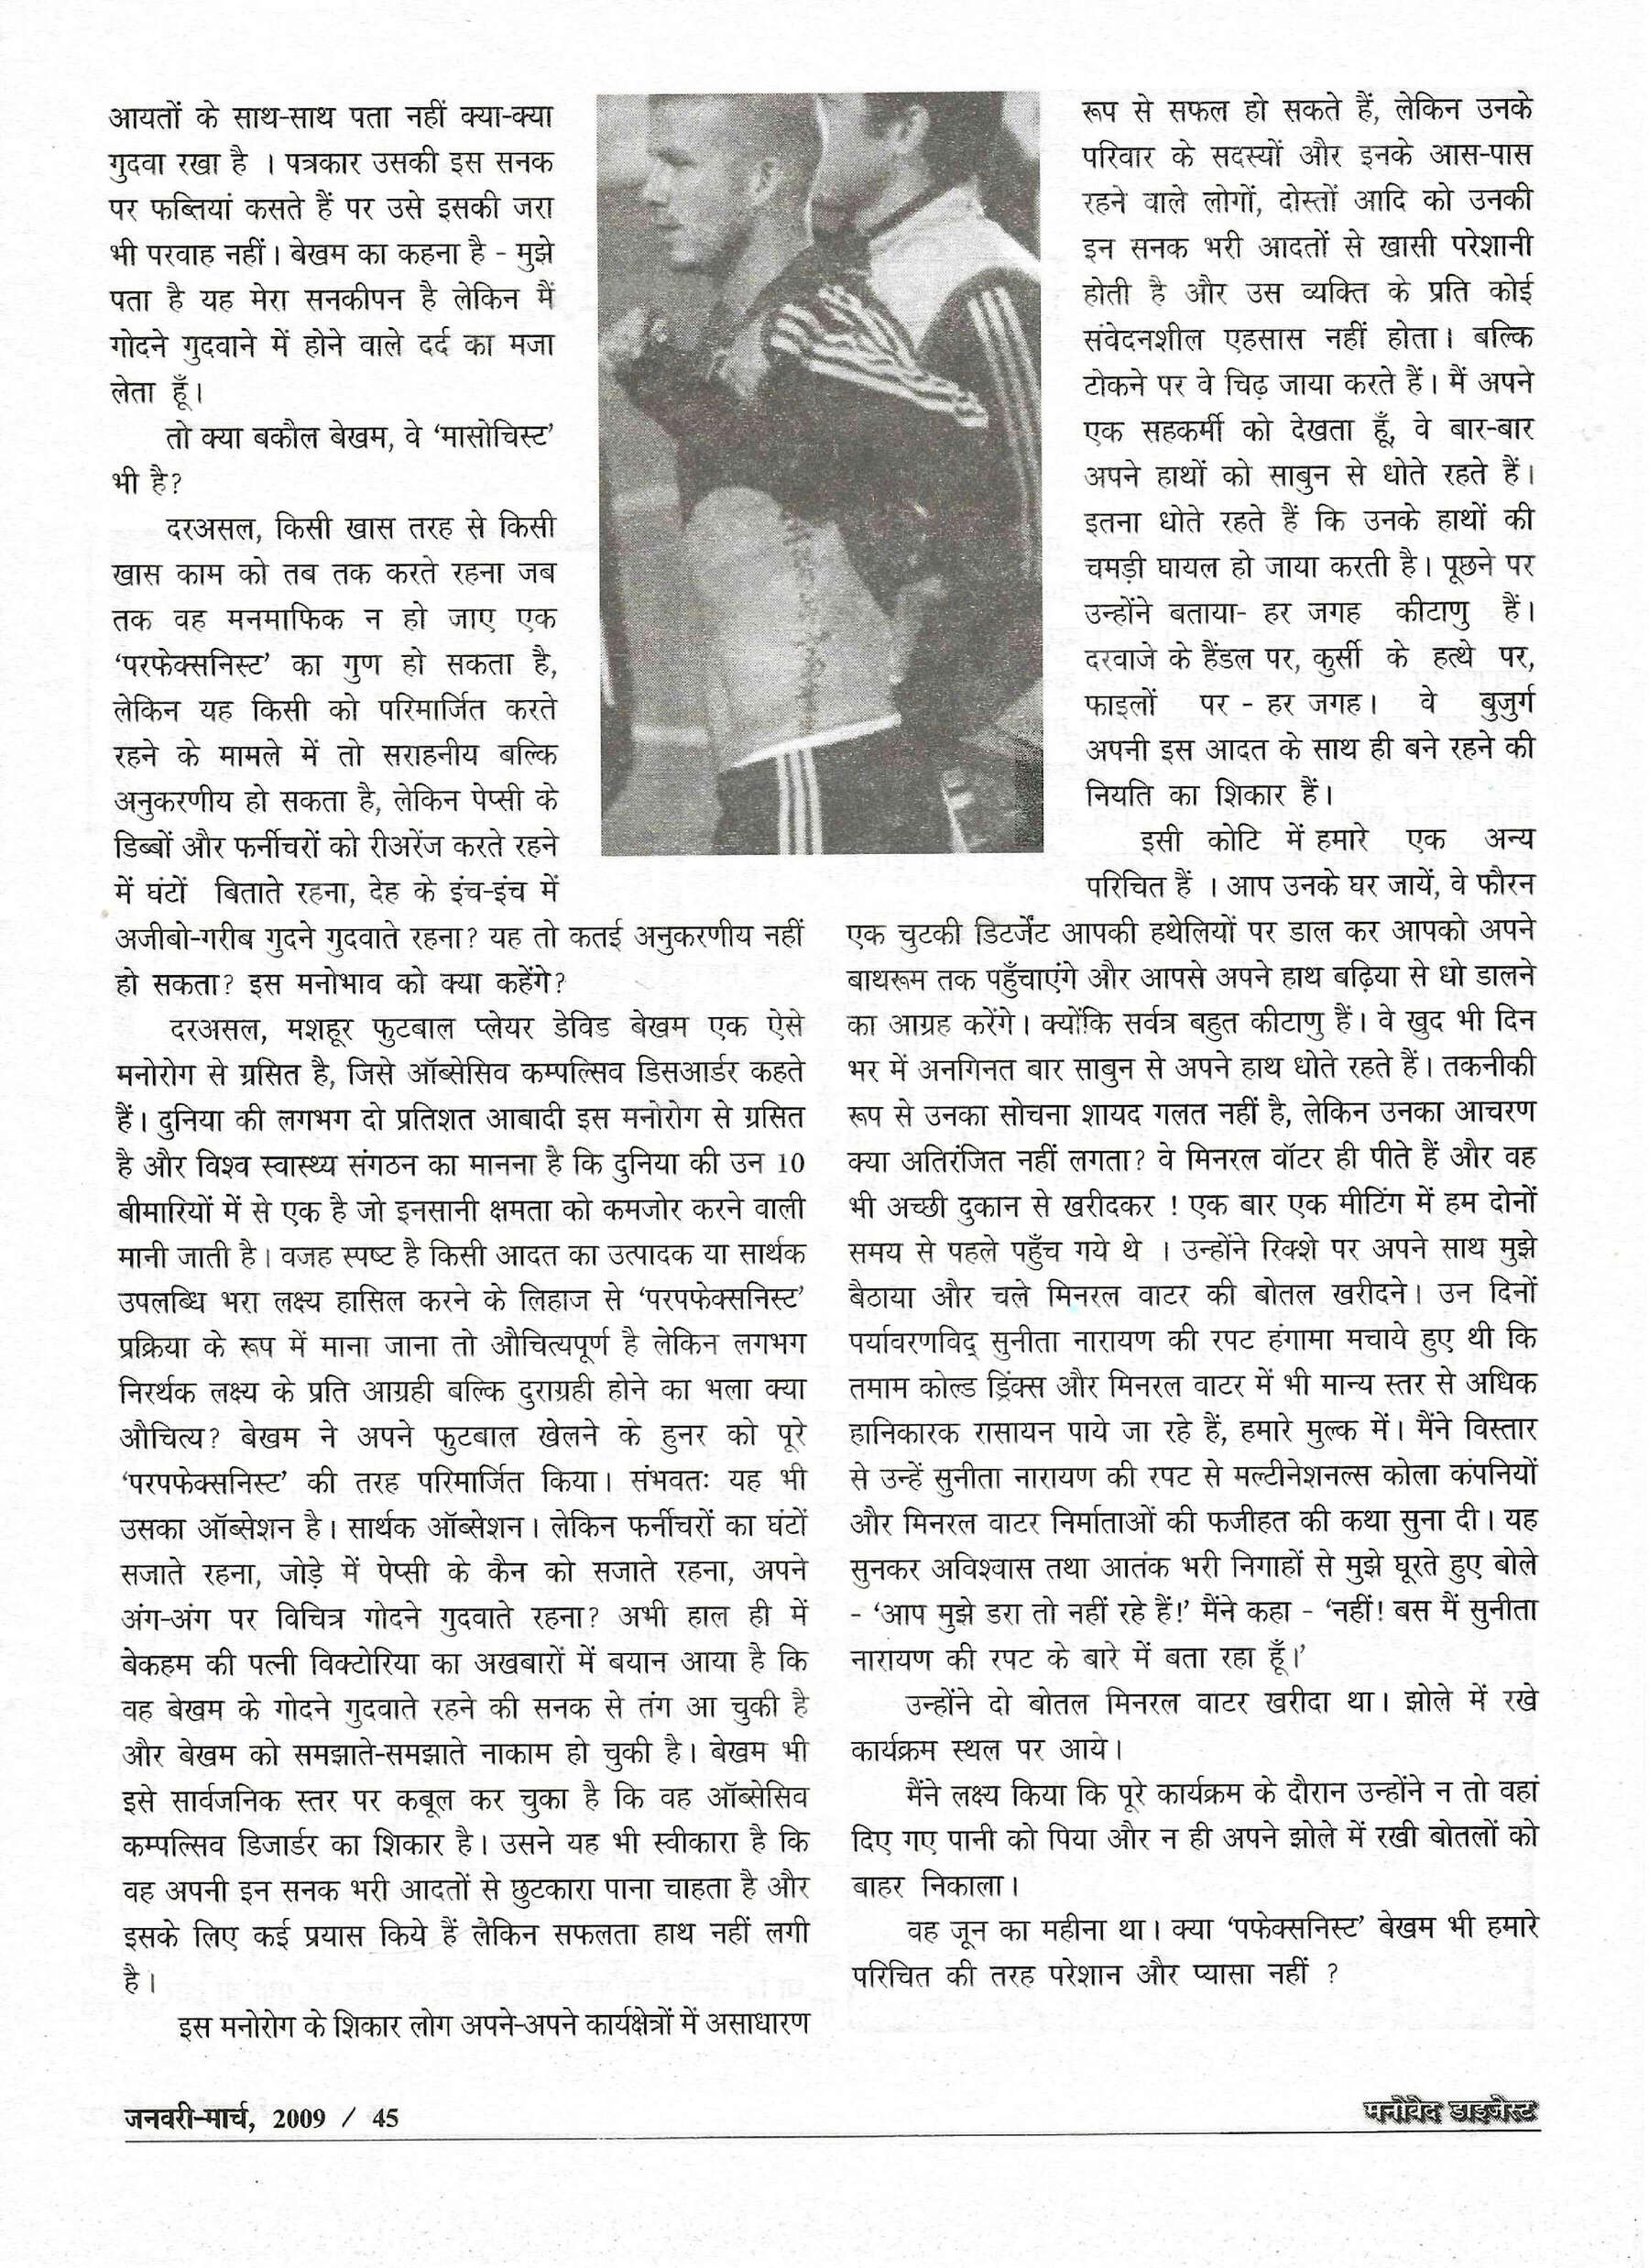 आयतों के साथ-साथ पता नहीं क्या-क्या
गुदवा रखा है । पत्रकार उसकी इस सनक
पर फब्तियां कसते हैं पर उसे इसकी जरा
भी परवाह नहीं। बेखम का कहना है - मुझे
पता है यह मेरा सनकीपन है लेकिन मैं
गोदने गुदवाने में होने वाले दर्द का मजा
लेता हूँ।
तो क्या बकौल बेखम, वे ‘मासोचिस्ट’
भी है?
दरअसल, किसी खास तरह से किसी
खास काम को तब तक करते रहना जब
तक वह मनमाफिक न हो जाए एक
‘परफेक्सनिस्ट’ का गुण हो सकता है,
लेकिन यह किसी को परिमार्जित करते
रहने के मामले में तो सराहनीय बल्कि
अनुकरणीय हो सकता है, लेकिन पेप्सी के
डिब्बों और फर्नीचरों को रीअरेंज करते रहने
में घंटों बिताते रहना, देह के इंच-इंच में
अजीबो-गरीब गुदने गुदवाते रहना? यह तो कतई अनुकरणीय नहीं
हो सकता? इस मनोभाव को क्या कहेंगे?
दरअसल, मशहूर फुटबाल प्लेयर डेविड बेखम एक ऐसे
मनोरोग से ग्रसित है, जिसे ऑब्सेसिव कम्पल्सिव डिसआर्डर कहते
हैं। दुनिया की लगभग दो प्रतिशत आबादी इस मनोरोग से ग्रसित
है और विश्व स्वास्थ्य संगठन का मानना है कि दुनिया की उन 10
बीमारियों में से एक है जो इनसानी क्षमता को कमजोर करने वाली
मानी जाती है। वजह स्पष्ट है किसी आदत का उत्पादक या सार्थक
उपलब्धि भरा लक्ष्य हासिल करने के लिहाज से ‘परपफेक्सनिस्ट’
प्रक्रिया के रूप में माना जाना तो औचित्यपूर्ण है लेकिन लगभग
निरर्थक लक्ष्य के प्रति आग्रही बल्कि दुराग्रही होने का भला क्या
औचित्य? बेखम ने अपने फुटबाल खेलने के हुनर को पूरे
‘परपफेक्सनिस्ट’ की तरह परिमार्जित किया। संभवतः यह भी
उसका ऑब्सेशन है। सार्थक ऑब्सेशन। लेकिन फर्नीचरों का घंटों
सजाते रहना, जोड़े में पेप्सी के कैन को सजाते रहना, अपने
अंग-अंग पर विचित्र गोदने गुदवाते रहना? अभी हाल ही में
बेकहम की पत्नी विक्टोरिया का अखबारों में बयान आया है कि
वह बेखम के गोदने गुदवाते रहने की सनक से तंग आ चुकी है
और बेखम को समझाते-समझाते नाकाम हो चुकी है। बेखम भी
इसे सार्वजनिक स्तर पर कबूल कर चुका है कि वह ऑब्सेसिव
कम्पल्सिव डिजार्डर का शिकार है। उसने यह भी स्वीकारा है कि
वह अपनी इन सनक भरी आदतों से छुटकारा पाना चाहता है और
इसके लिए कई प्रयास किये हैं लेकिन सफलता हाथ नहीं लगी
है।
इस मनोरोग के शिकार लोग अपने-अपने कार्यक्षेत्रों में असाधारण
रूप से सफल हो सकते हैं, लेकिन उनके
परिवार के सदस्यों और इनके आस-पास
रहने वाले लोगों, दोस्तों आदि को उनकी
इन सनक भरी आदतों से खासी परेशानी
होती है और उस व्यक्ति के प्रति कोई
संवेदनशील एहसास नहीं होता। बल्कि
टोकने पर वे चिढ़ जाया करते हैं। मैं अपने
एक सहकर्मी को देखता हूँ, वे बार-बार
अपने हाथों को साबुन से धोते रहते हैं।
इतना धोते रहते हैं कि उनके हाथों की
चमड़ी घायल हो जाया करती है। पूछने पर
उन्होंने बताया- हर जगह कीटाणु हैं।
दरवाजे के हैंडल पर, कुर्सी के हत्थे पर,
फाइलों पर - हर जगह। वे बुजुर्ग
अपनी इस आदत के साथ ही बने रहने की
नियति का शिकार हैं।
इसी कोटि में हमारे एक अन्य
परिचित हैं । आप उनके घर जायें, वे फौरन
एक चुटकी डिटर्जेंट आपकी हथेलियों पर डाल कर आपको अपने
बाथरूम तक पहुँचाएंगे और आपसे अपने हाथ बढ़िया से धो डालने
का आग्रह करेंगे। क्योंकि सर्वत्र बहुत कीटाणु हैं। वे खुद भी दिन
भर में अनगिनत बार साबुन से अपने हाथ धोते रहते हैं। तकनीकी
रूप से उनका सोचना शायद गलत नहीं है, लेकिन उनका आचरण
क्या अतिरंजित नहीं लगता? वे मिनरल वॉटर ही पीते हैं और वह
भी अच्छी दुकान से खरीदकर ! एक बार एक मीटिंग में हम दोनों
समय से पहले पहुँच गये थे । उन्होंने रिक्शे पर अपने साथ मुझे
बैठाया और चले मिनरल वाटर की बोतल खरीदने। उन दिनों
पर्यावरणविद् सुनीता नारायण की रपट हंगामा मचाये हुए थी कि
तमाम कोल्ड ड्रिंक्स और मिनरल वाटर में भी मान्य स्तर से अधिक
हानिकारक रासायन पाये जा रहे हैं, हमारे मुल्क में। मैंने विस्तार
से उन्हें सुनीता नारायण की रपट से मल्टीनेशनल्स कोला कंपनियों
और मिनरल वाटर निर्माताओं की फजीहत की कथा सुना दी। यह
सुनकर अविश्वास तथा आतंक भरी निगाहों से मुझे घूरते हुए बोले
- ‘आप मुझे डरा तो नहीं रहे हैं!’ मैंने कहा - ‘नहीं! बस मैं सुनीता
नारायण की रपट के बारे में बता रहा हूँ।’
उन्होंने दो बोतल मिनरल वाटर खरीदा था। झोले में रखे
कार्यक्रम स्थल पर आये।
मैंने लक्ष्य किया कि पूरे कार्यक्रम के दौरान उन्होंने न तो वहां
दिए गए पानी को पिया और न ही अपने झोले में रखी बोतलों को
बाहर निकाला।
वह जून का महीना था। क्या ‘पफेक्सनिस्ट’ बेखम भी हमारे
परिचित की तरह परेशान और प्यासा नहीं ?
जनवरी-मार्च, 2009 / 45
मनोवेद डाइजेस्ट